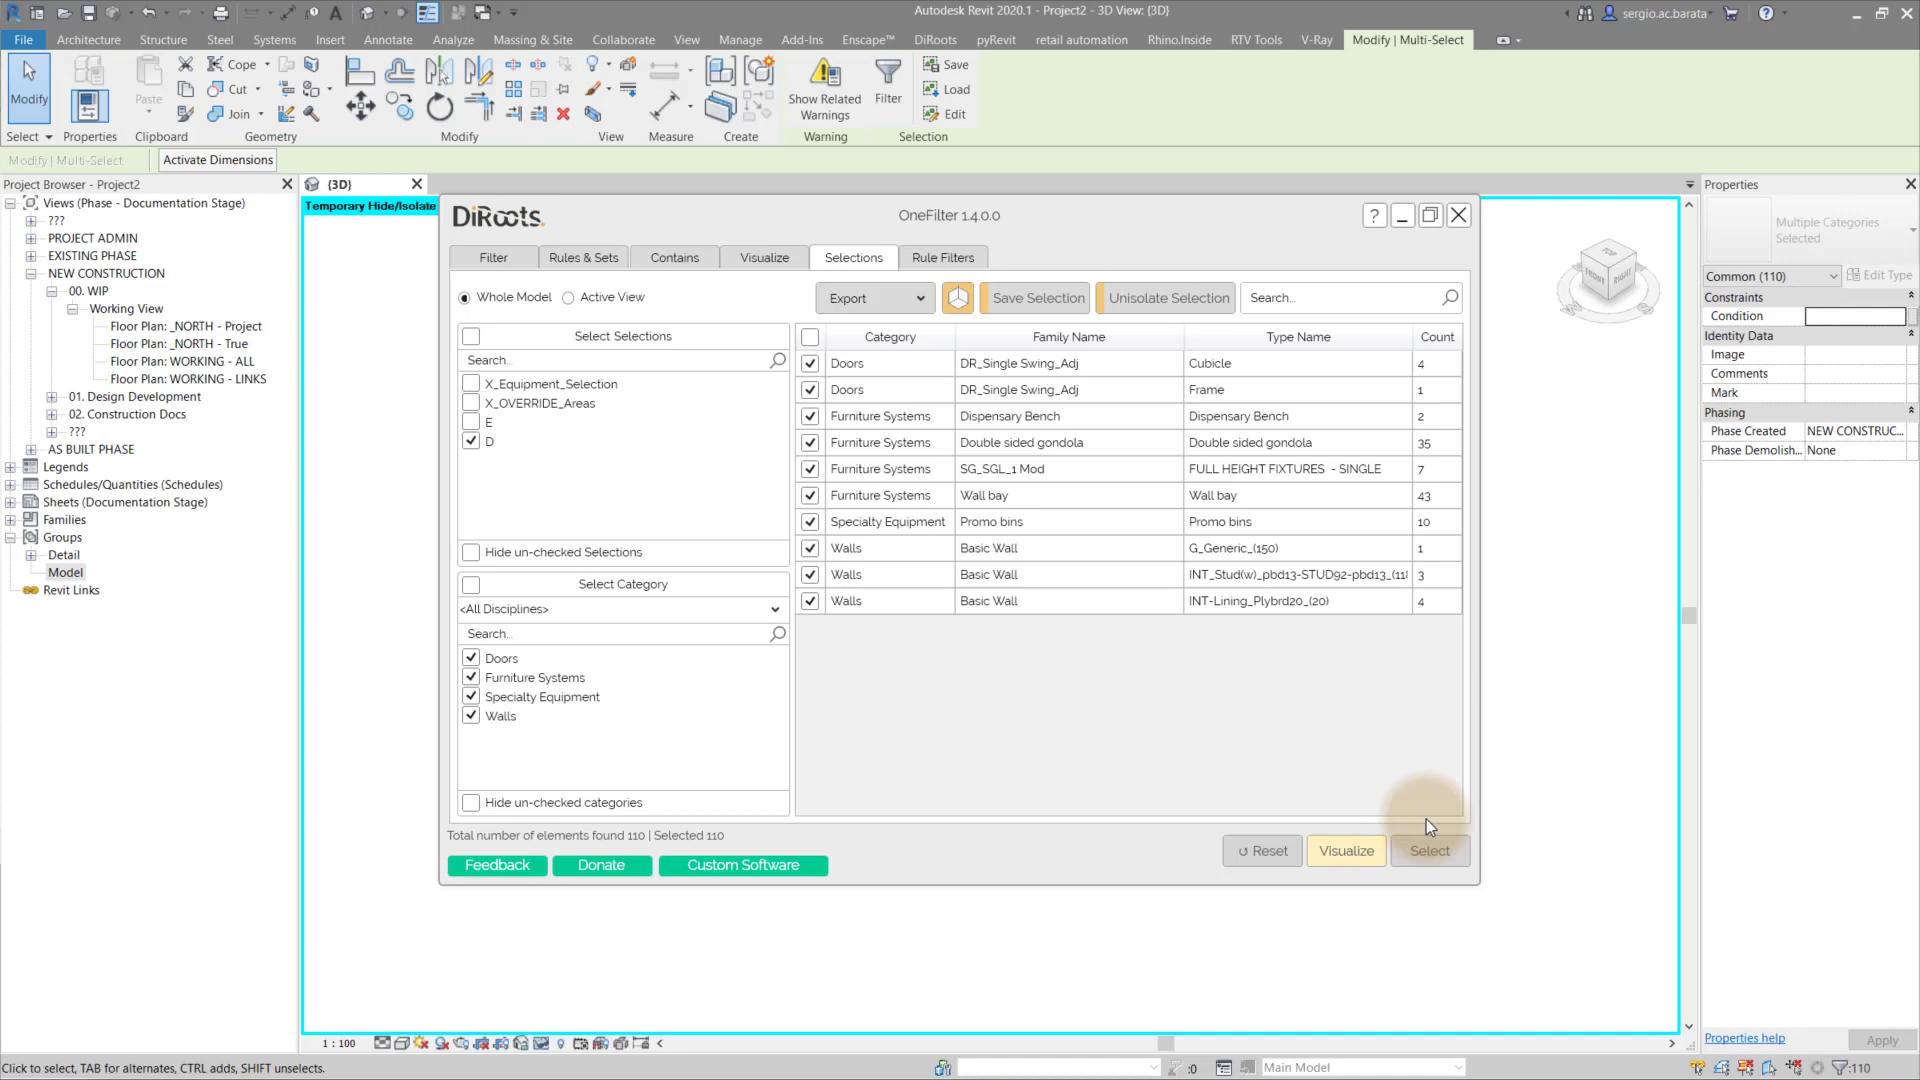 Autodesk Revit 2020.1 - Project2 - 3D View: {3D}
sergio.ac.barata
File Architecture Structure Steel Systems Insert Annotate Analyze Massing & Site Collaborate View Manage Add-Ins Enscape™ DiRoots pyRevit retail automation Rhino.Inside RTV Tools V-Ray Modify | Multi-Select
Modify
Paste
Cope
Cut
Join
Show Related
Warnings
Filter
Save
Load
Edit
Select Properties Clipboard Geometry Modify View Measure Create Warning Selection
Modify | Multi-Select Activate Dimensions
Project Browser - Project2
{3D}
Temporary Hide/Isolate
Views (Phase - Documentation Stage)
???
PROJECT ADMIN
EXISTING PHASE
NEW CONSTRUCTION
00. WIP
Working View
Floor Plan: _NORTH - Project
Floor Plan: _NORTH - True
Floor Plan: WORKING - ALL
Floor Plan: WORKING - LINKS
01. Design Development
02. Construction Docs
???
AS BUILT PHASE
Legends
Schedules/Quantities (Schedules)
Sheets (Documentation Stage)
Families
Groups
Detail
Model
Revit Links
DiRoots.
OneFilter 1.4.0.0
?
Filter Rules & Sets Contains Visualize Selections Rule Filters
Whole Model Active View
Export
Save Selection
Unisolate Selection
Search...
Select Selections
Search...
X_Equipment_Selection
X_OVERRIDE_Areas
E
D
Hide un-checked Selections
Select Category
<All Disciplines>
Search...
Doors
Furniture Systems
Specialty Equipment
Walls
Hide un-checked categories
Category Family Name Type Name Count
Doors DR_Single Swing_Adj Cubicle 4
Doors DR_Single Swing_Adj Frame 1
Furniture Systems Dispensary Bench Dispensary Bench 2
Furniture Systems Double sided gondola Double sided gondola 35
Furniture Systems SG_SGL_1 Mod FULL HEIGHT FIXTURES - SINGLE 7
Furniture Systems Wall bay Wall bay 43
Specialty Equipment Promo bins Promo bins 10
Walls Basic Wall G_Generic_(150) 1
Walls Basic Wall INT_Stud(w)_pbd13-STUD92-pbd13_(118 3
Walls Basic Wall INT-Lining_Plybrd20_(20) 4
Total number of elements found 110 | Selected 110
Feedback Donate Custom Software
Reset Visualize Select
FRONT
RIGHT
Properties
Multiple Categories
Selected
Common (110)
Edit Type
Constraints
Condition
Identity Data
Image
Comments
Mark
Phasing
Phase Created NEW CONSTRUC...
Phase Demolish... None
Properties help
Apply
1 : 100
Click to select, TAB for alternates, CTRL adds, SHIFT unselects.
:0
Main Model
:110